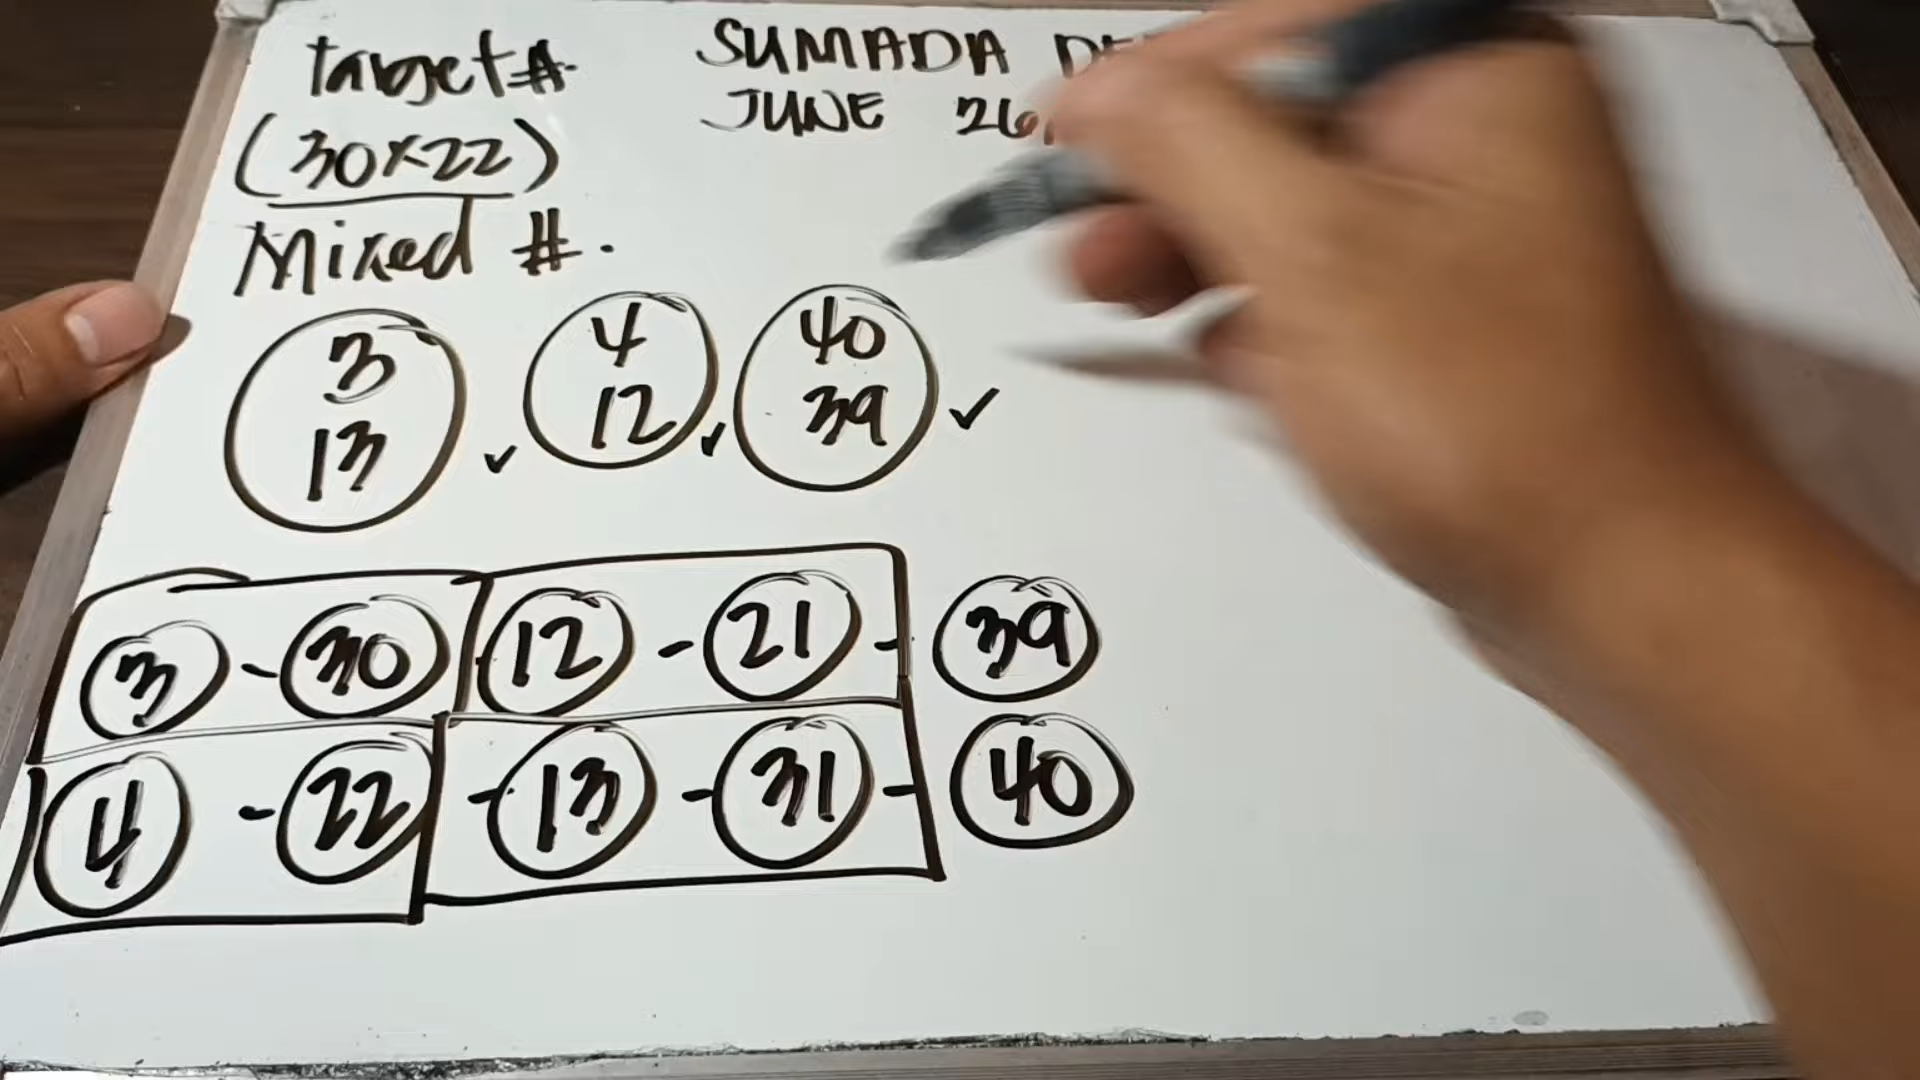 Target #.
SUMADA
JUNE 26
(30x22)
Mixed #.
3
13
4
12
40
39
3 - 30 - 12 - 21 - 39
4 - 22 - 13 - 31 - 40